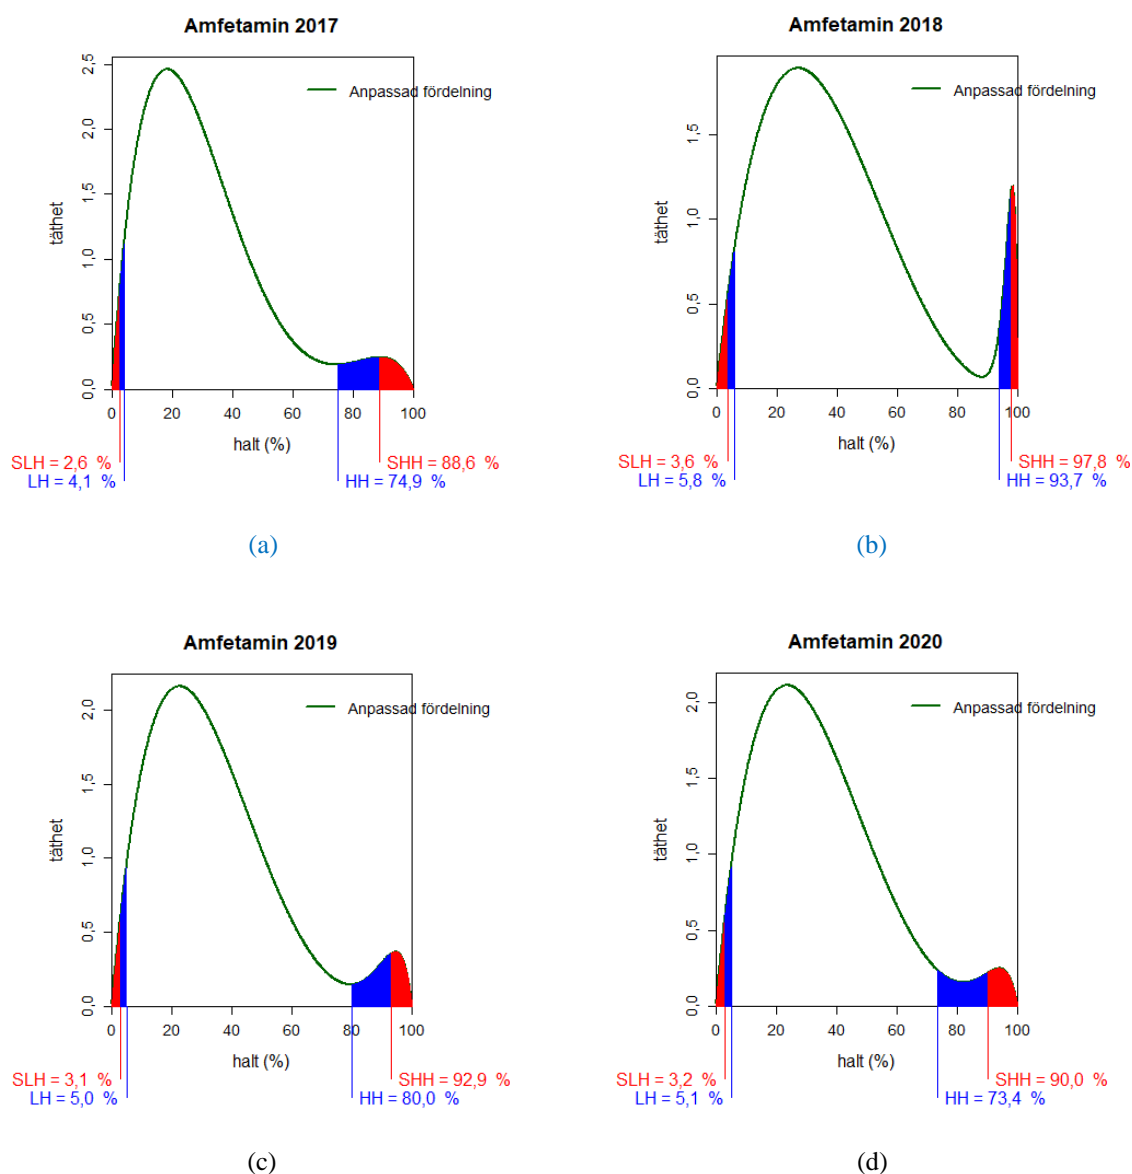 Amfetamin 2017
Anpassad fördelning
täthet
0,0 0,5 1,0 1,5 2,0 2,5
0 20 40 60 80 100
halt (%)
SLH = 2,6 %
LH = 4,1 %
SHH = 88,6 %
HH = 74,9 %
(a)
Amfetamin 2018
Anpassad fördelning
täthet
0,0 0,5 1,0 1,5
0 20 40 60 80 100
halt (%)
SLH = 3,6 %
LH = 5,8 %
SHH = 97,8 %
HH = 93,7 %
(b)
Amfetamin 2019
Anpassad fördelning
täthet
0,0 0,5 1,0 1,5 2,0
0 20 40 60 80 100
halt (%)
SLH = 3,1 %
LH = 5,0 %
SHH = 92,9 %
HH = 80,0 %
(c)
Amfetamin 2020
Anpassad fördelning
täthet
0,0 0,5 1,0 1,5 2,0
0 20 40 60 80 100
halt (%)
SLH = 3,2 %
LH = 5,1 %
SHH = 90,0 %
HH = 73,4 %
(d)